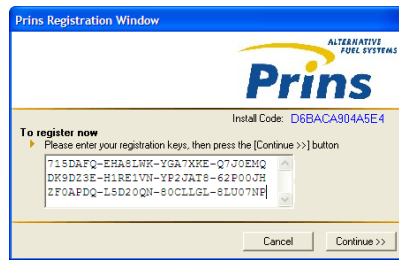 Prins Registration Window
ALTERNATIVE
FUEL SYSTEMS
Prins
Install Code: D6BACA904A5E4
To register now
Please enter your registration keys, then press the [Continue >>] button
715DAFQ-EHA8LWK-YGA7XKE-Q7J0EMQ
DK9DZ3E-H1RE1VN-YP2JAT8-62P00JH
ZF0APDQ-L5D20QN-80CLLGL-8LU07NP
Cancel
Continue >>